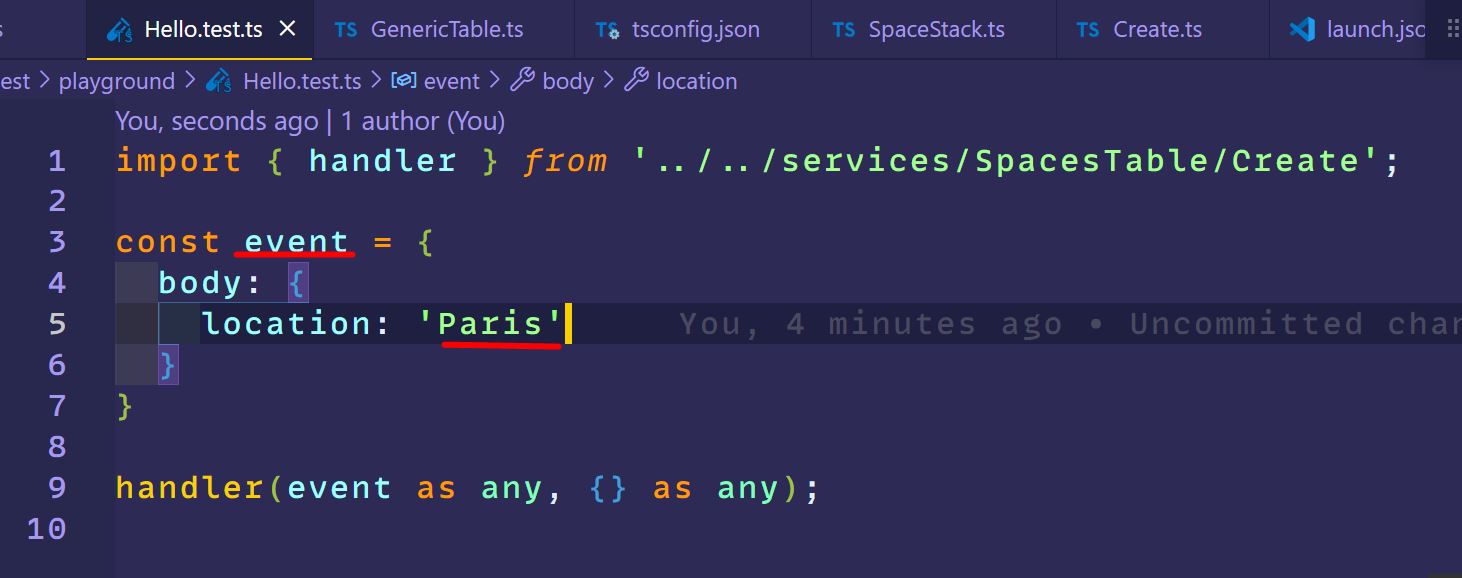 s Hello.test.ts TS GenericTable.ts TS tsconfig.json TS SpaceStack.ts TS Create.ts launch.jso
est > playground > TS Hello.test.ts > event > body > location
You, seconds ago | 1 author (You)
1 import { handler } from '../../services/SpacesTable/Create';
2
3 const event = {
4 body: {
5 location: 'Paris' You, 4 minutes ago • Uncommitted chan
6 }
7 }
8
9 handler(event as any, {} as any);
10